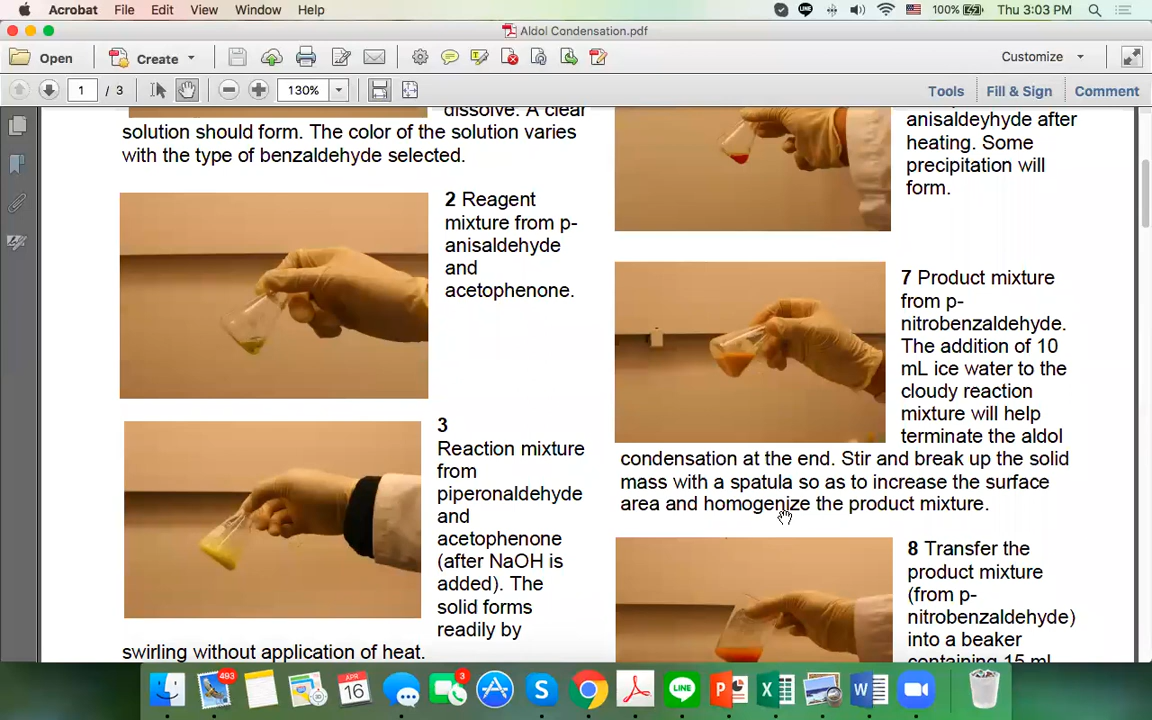 Acrobat File Edit View Window Help
100% Thu 3:03 PM
Aldol Condensation.pdf
Open Create Customize
1 / 3 130% Tools Fill & Sign Comment
dissolve. A clear
solution should form. The color of the solution varies
with the type of benzaldehyde selected.
2 Reagent
mixture from p-
anisaldehyde
and
acetophenone.
3
Reaction mixture
from
piperonaldehyde
and
acetophenone
(after NaOH is
added). The
solid forms
readily by
swirling without application of heat.
anisaldeyhyde after
heating. Some
precipitation will
form.
7 Product mixture
from p-
nitrobenzaldehyde.
The addition of 10
mL ice water to the
cloudy reaction
mixture will help
terminate the aldol
condensation at the end. Stir and break up the solid
mass with a spatula so as to increase the surface
area and homogenize the product mixture.
8 Transfer the
product mixture
(from p-
nitrobenzaldehyde)
into a beaker
containing 15 ml
493
APR
16
3
LINE